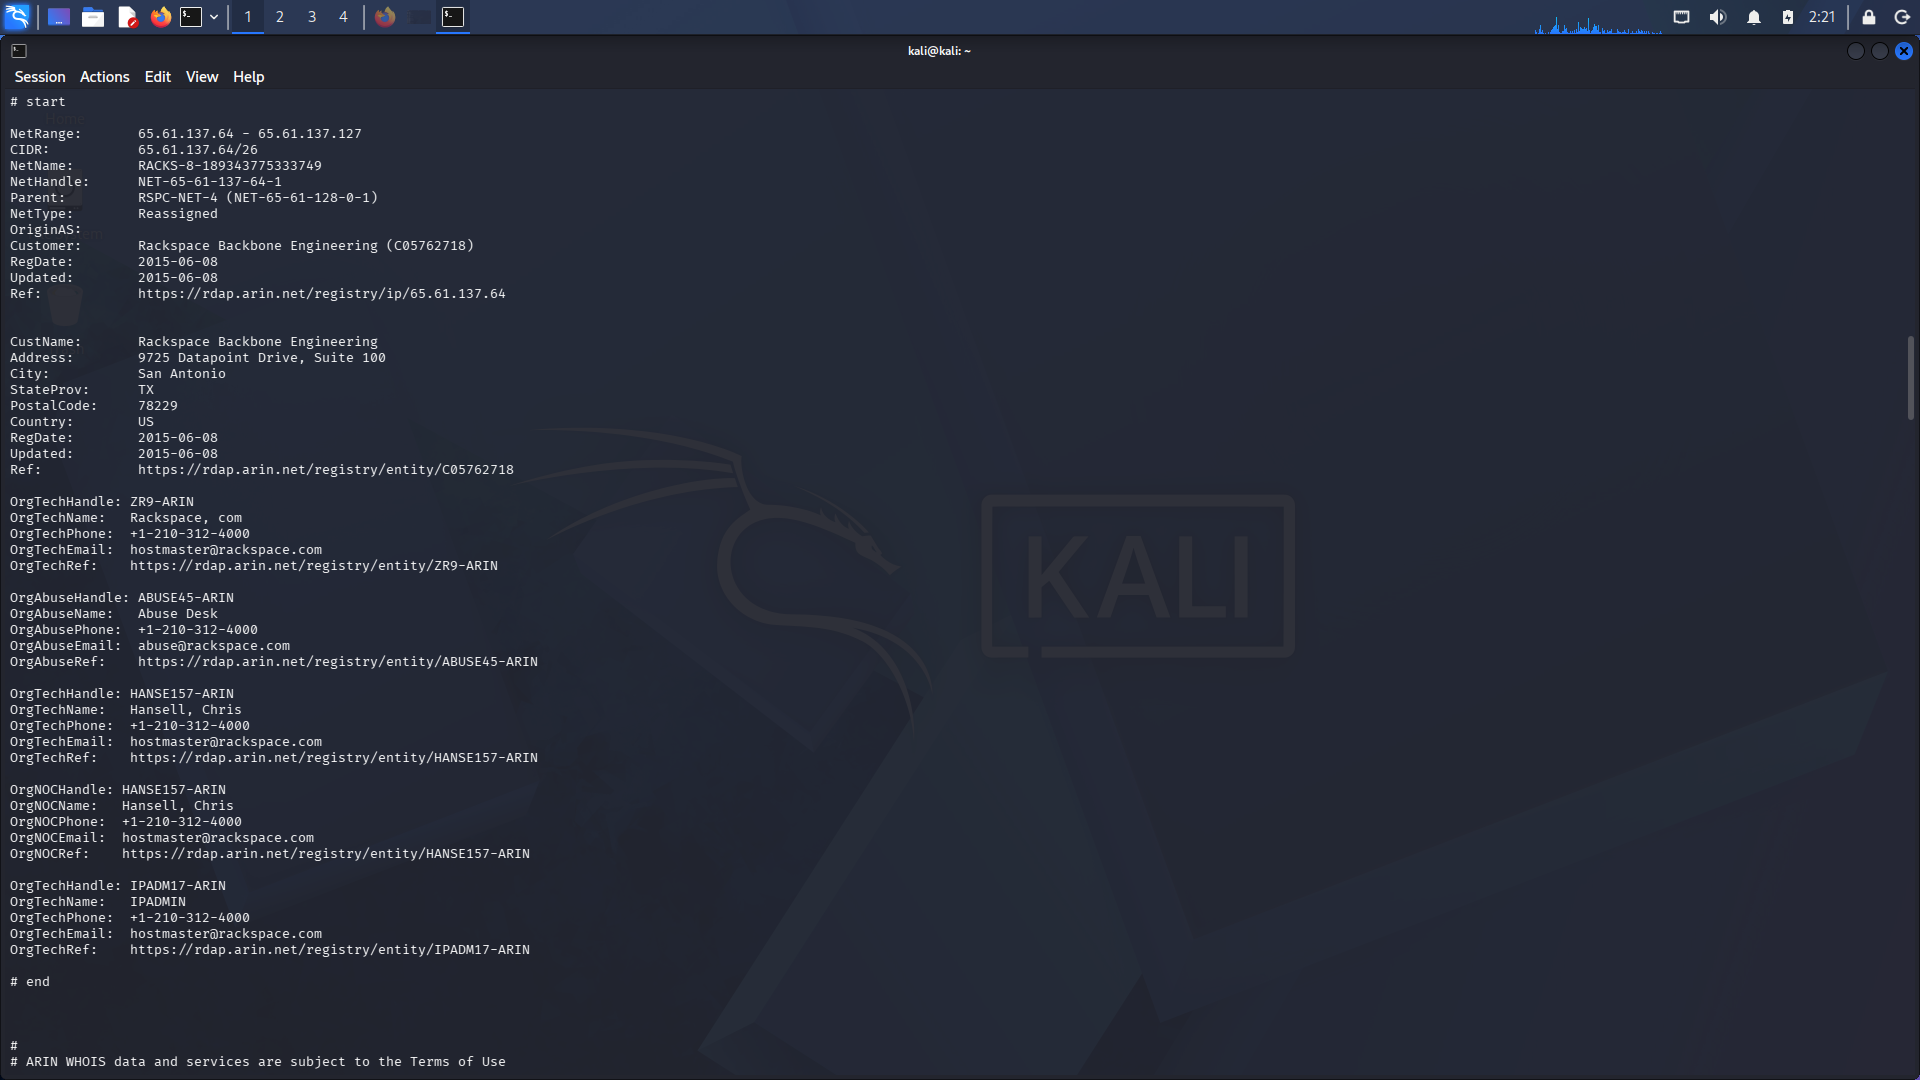 1 2 3 4 2:21
kali@kali: ~
Session Actions Edit View Help
# start
Home
NetRange: 65.61.137.64 - 65.61.137.127
CIDR: 65.61.137.64/26
NetName: RACKS-8-189343775333749
NetHandle: NET-65-61-137-64-1
Parent: RSPC-NET-4 (NET-65-61-128-0-1)
NetType: Reassigned
OriginAS:
Customer: Rackspace Backbone Engineering (C05762718)
RegDate: 2015-06-08
Updated: 2015-06-08
Ref: https://rdap.arin.net/registry/ip/65.61.137.64
CustName: Rackspace Backbone Engineering
Address: 9725 Datapoint Drive, Suite 100
City: San Antonio
StateProv: TX
PostalCode: 78229
Country: US
RegDate: 2015-06-08
Updated: 2015-06-08
Ref: https://rdap.arin.net/registry/entity/C05762718
OrgTechHandle: ZR9-ARIN
OrgTechName: Rackspace, com
OrgTechPhone: +1-210-312-4000
OrgTechEmail: hostmaster@rackspace.com
OrgTechRef: https://rdap.arin.net/registry/entity/ZR9-ARIN
KALI
OrgAbuseHandle: ABUSE45-ARIN
OrgAbuseName: Abuse Desk
OrgAbusePhone: +1-210-312-4000
OrgAbuseEmail: abuse@rackspace.com
OrgAbuseRef: https://rdap.arin.net/registry/entity/ABUSE45-ARIN
OrgTechHandle: HANSE157-ARIN
OrgTechName: Hansell, Chris
OrgTechPhone: +1-210-312-4000
OrgTechEmail: hostmaster@rackspace.com
OrgTechRef: https://rdap.arin.net/registry/entity/HANSE157-ARIN
OrgNOCHandle: HANSE157-ARIN
OrgNOCName: Hansell, Chris
OrgNOCPhone: +1-210-312-4000
OrgNOCEmail: hostmaster@rackspace.com
OrgNOCRef: https://rdap.arin.net/registry/entity/HANSE157-ARIN
OrgTechHandle: IPADM17-ARIN
OrgTechName: IPADMIN
OrgTechPhone: +1-210-312-4000
OrgTechEmail: hostmaster@rackspace.com
OrgTechRef: https://rdap.arin.net/registry/entity/IPADM17-ARIN
# end
#
# ARIN WHOIS data and services are subject to the Terms of Use